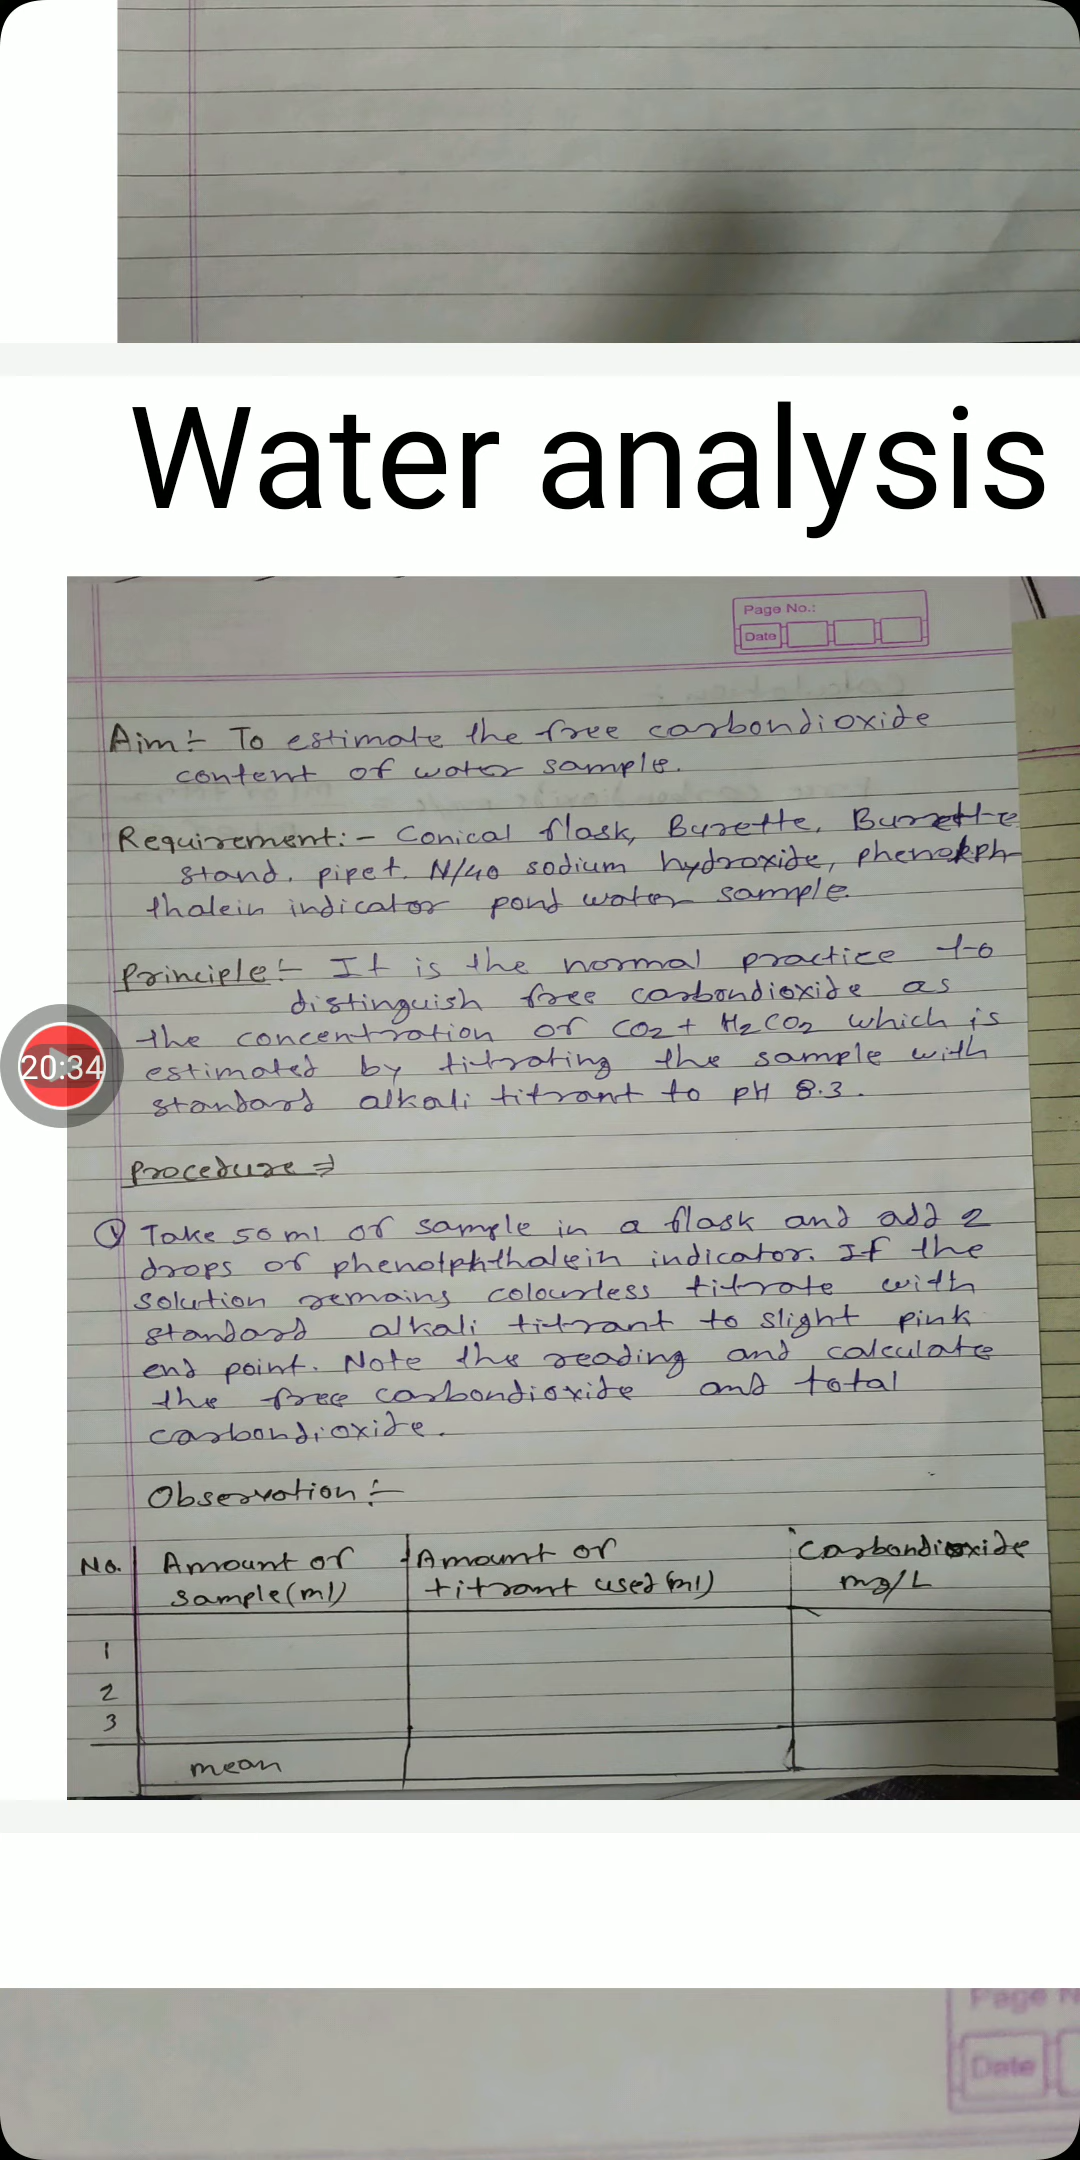 Water analysis
Page No.:
Date
Aim:- To estimate the free carbondioxide
content of water sample.
Requirement:- Conical flask, Burette, Burette
stand, pipet. N/40 sodium hydroxide, phenolph-
thalein indicator pond water sample.
Principle:- It is the normal practice to
distinguish free carbondioxide as
the concentration of CO2 + H2CO2 which is
20:34
estimated by titrating the sample with
standard alkali titrant to pH 8.3.
Procedure ⇒
① Take 50 ml of sample in a flask and add 2
drops of phenolphthalein indicator. If the
solution remains colourless titrate with
standard alkali titrant to slight pink
end point. Note the reading and calculate
the free carbondioxide and total
carbondioxide.
Observation:-
No. Amount of Amount of Carbondioxide
sample(ml) titrant used (ml) mg/L
1
2
3
mean
Page N
Date